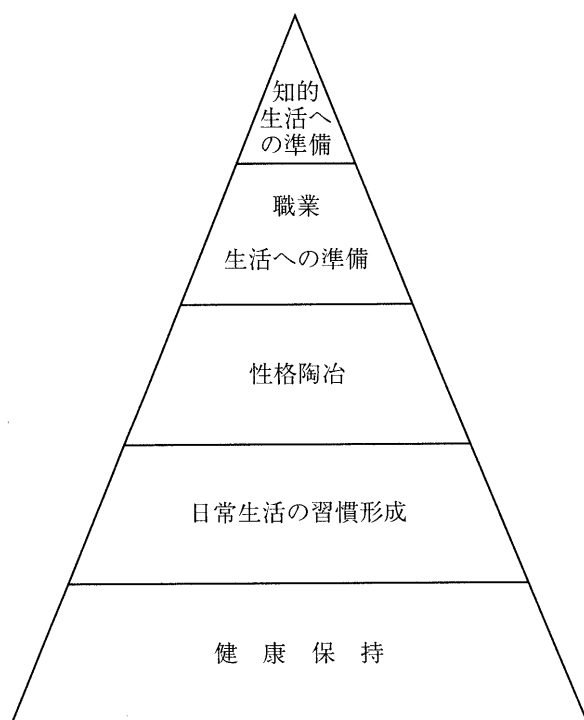 知的
生活へ
の準備
職業
生活への準備
性格陶冶
日常生活の習慣形成
健康保持